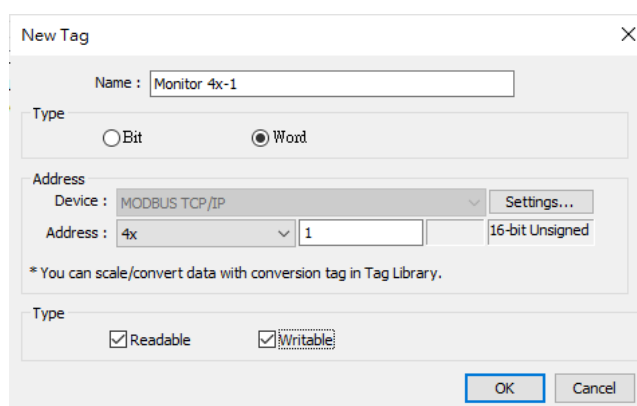 New Tag
Name : Monitor 4x-1
Type
Bit Word
Address
Device : MODBUS TCP/IP Settings...
Address : 4x 1 16-bit Unsigned
* You can scale/convert data with conversion tag in Tag Library.
Type
Readable Writable
OK Cancel